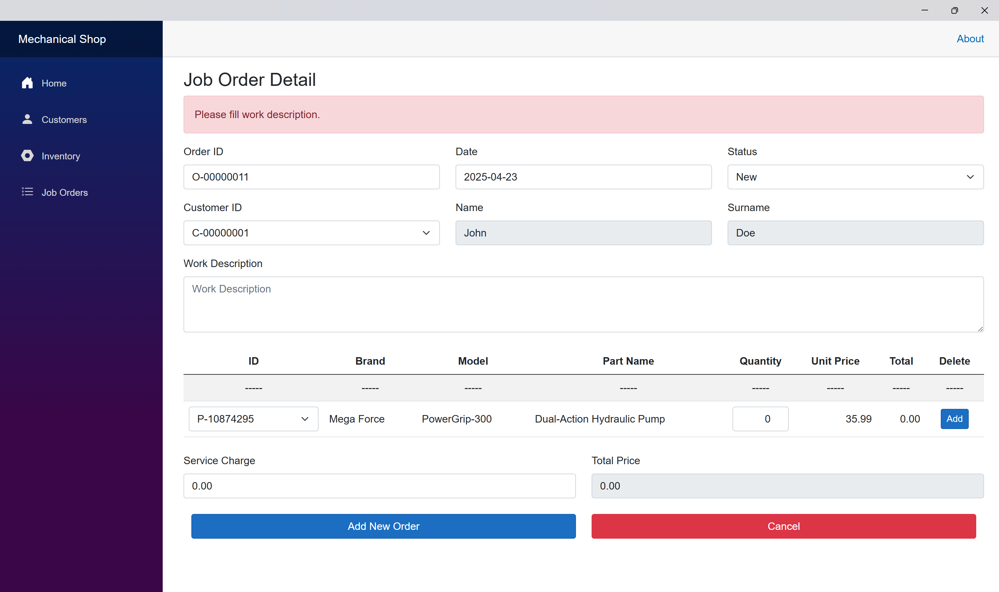 Mechanical Shop
About
Home
Customers
Inventory
Job Orders
Job Order Detail
Please fill work description.
Order ID Date Status
O-00000011 2025-04-23 New
Customer ID Name Surname
C-00000001 John Doe
Work Description
Work Description
ID Brand Model Part Name Quantity Unit Price Total Delete
----- ----- ----- ----- ----- ----- ----- -----
P-10874295 Mega Force PowerGrip-300 Dual-Action Hydraulic Pump 0 35.99 0.00 Add
Service Charge Total Price
0.00 0.00
Add New Order Cancel